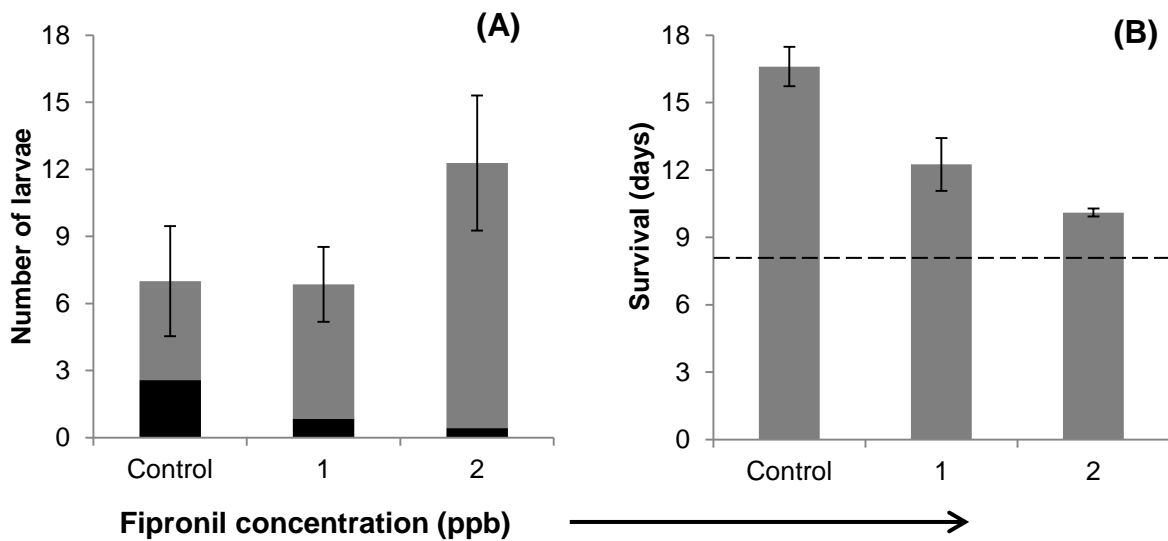 (A)
Number of larvae
18
15
12
9
6
3
0
Control 1 2
(B)
Survival (days)
18
15
12
9
6
3
0
Control 1 2
Fipronil concentration (ppb)